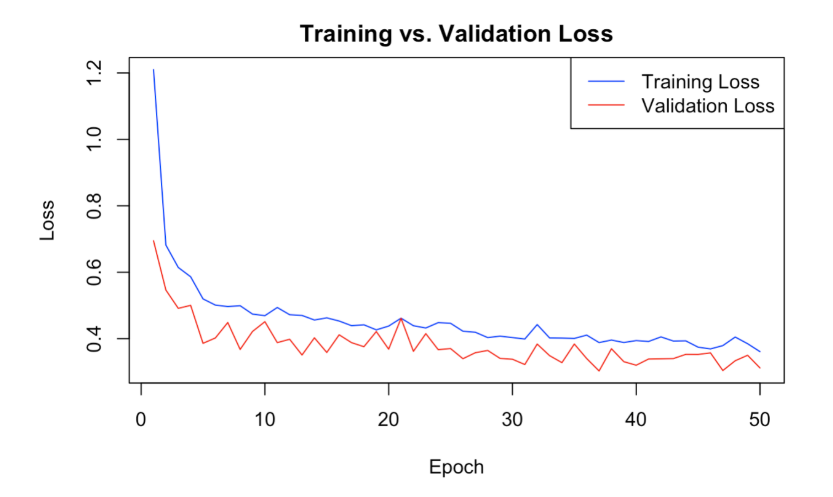 Training vs. Validation Loss
Training Loss
Validation Loss
Loss
1.2
1.0
0.8
0.6
0.4
0 10 20 30 40 50
Epoch